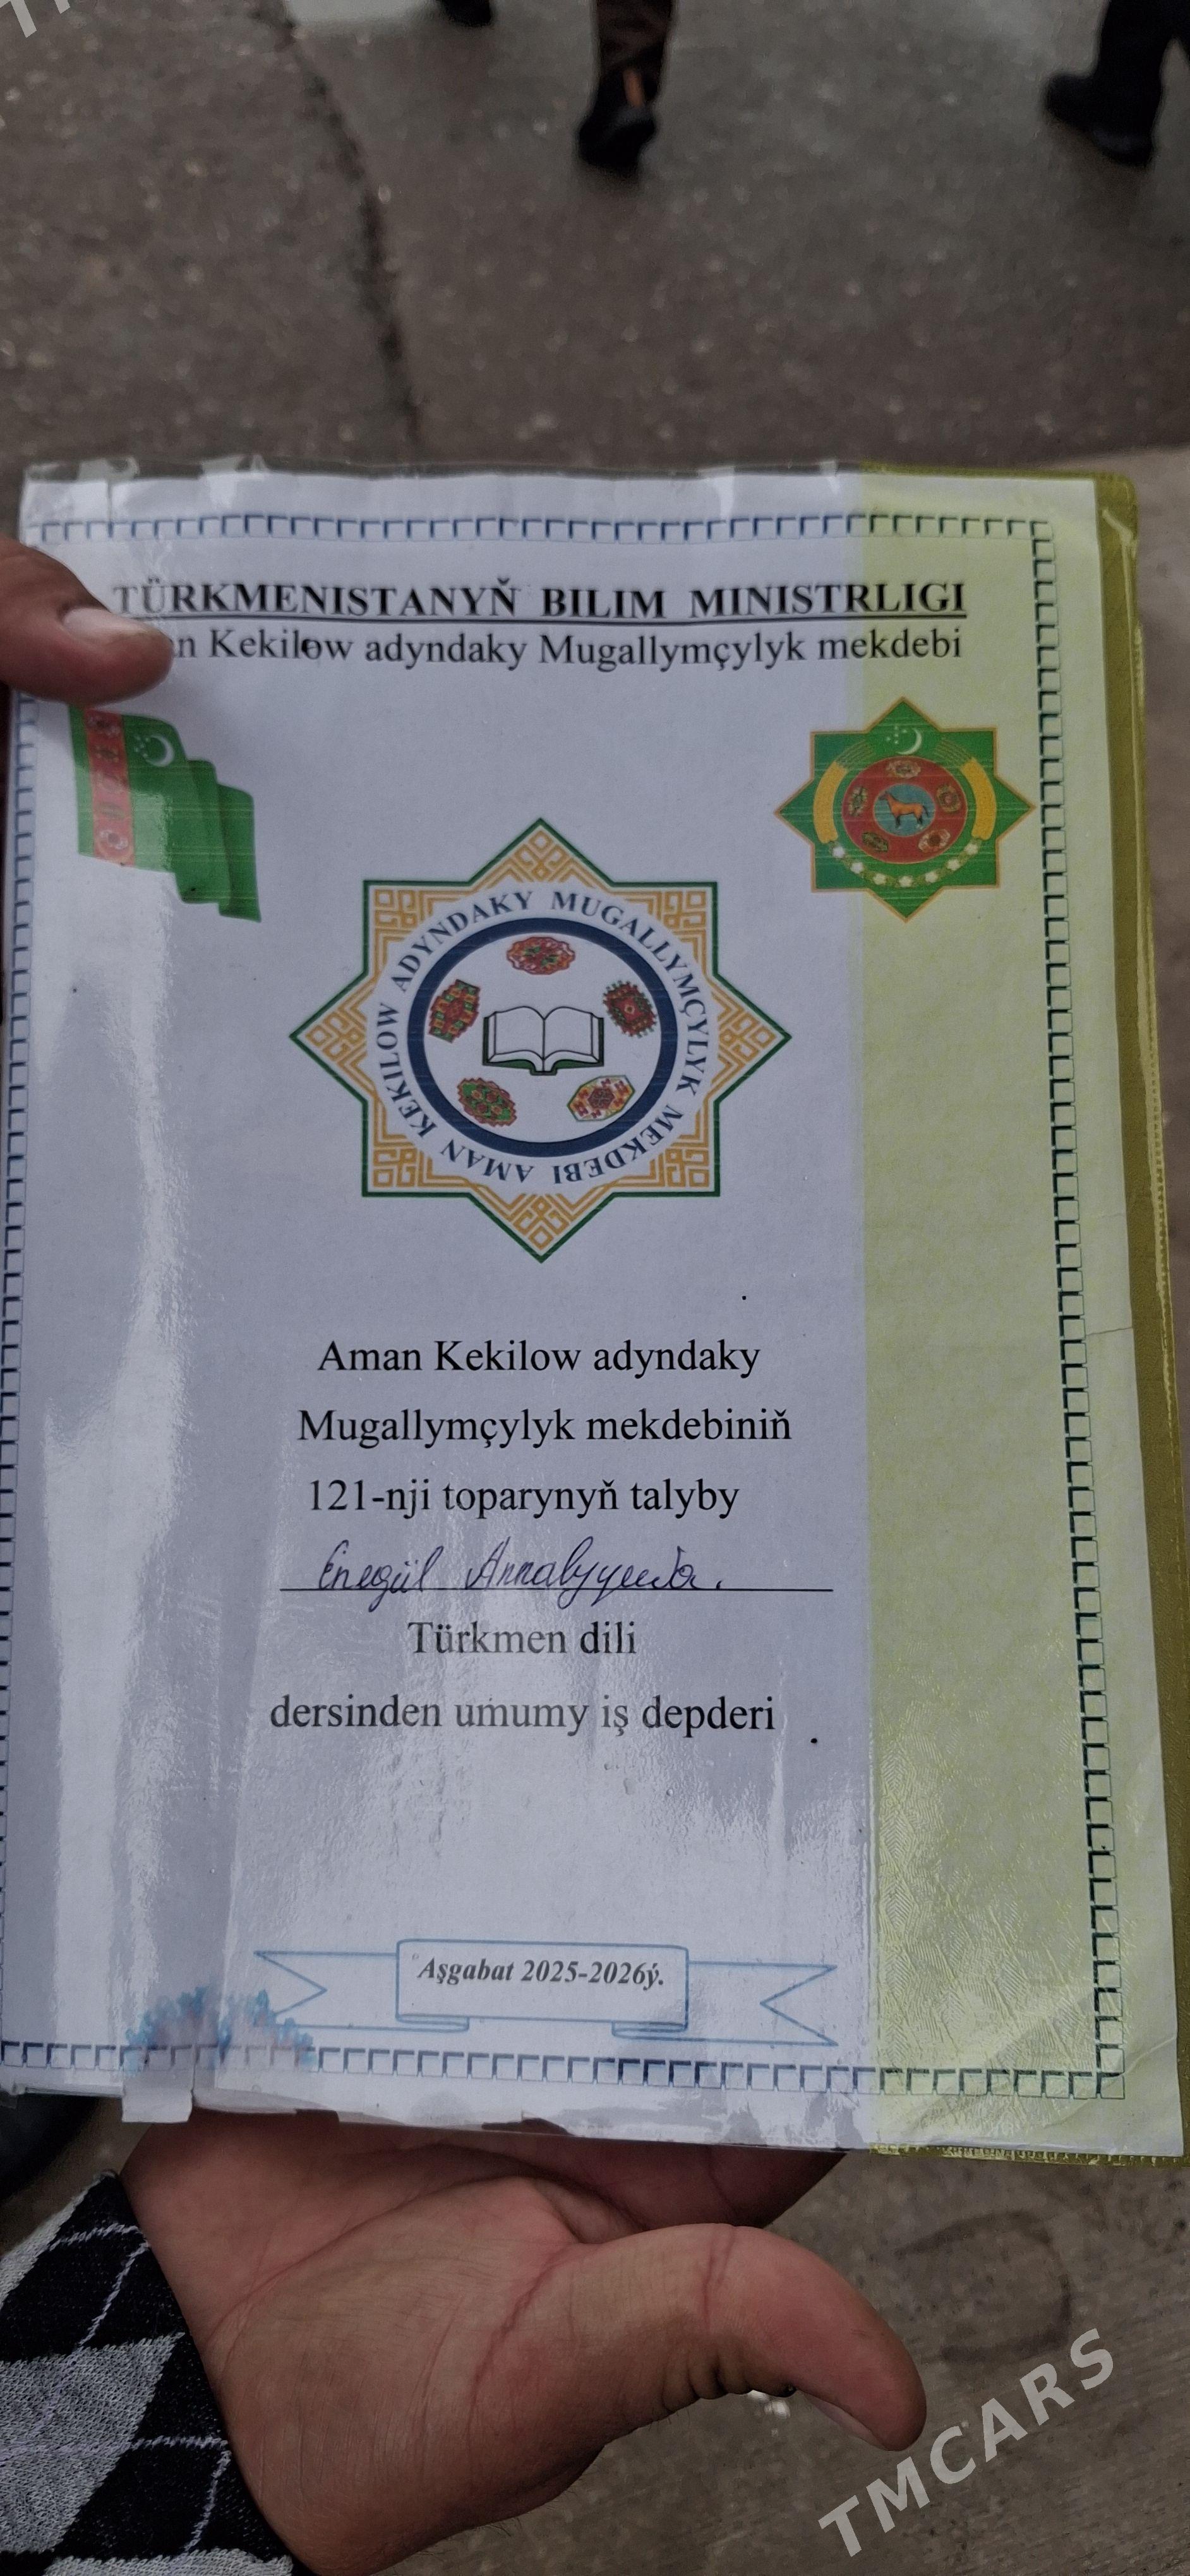 TÜRKMENISTANYŇ BILIM MINISTRLIGI
Kekilow adyndaky Mugallymçylyk mekdebi
AMAN KEKILOW ADYNDAKY MUGALLYMÇYLYK MEKDEBI
Aman Kekilow adyndaky
Mugallymçylyk mekdebiniň
121-nji toparynyň talyby
Enegül
Türkmen dili
dersinden umumy iş depderi
Aşgabat 2025-2026ý.
TMCARS